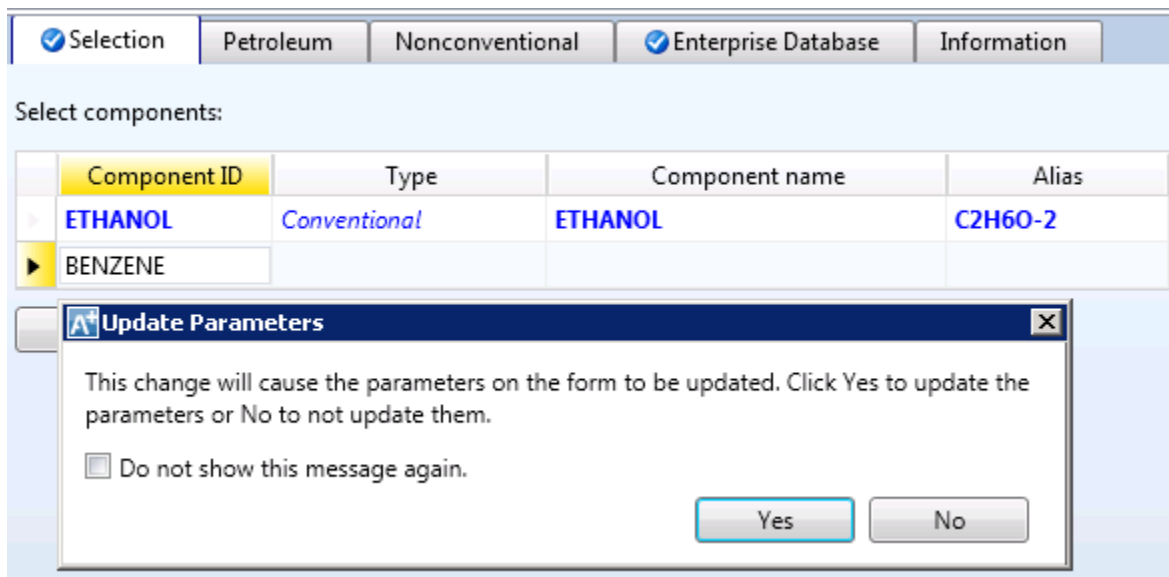 Selection Petroleum Nonconventional Enterprise Database Information
Select components:
Component ID Type Component name Alias
ETHANOL Conventional ETHANOL C2H6O-2
BENZENE
A+ Update Parameters
This change will cause the parameters on the form to be updated. Click Yes to update the
parameters or No to not update them.
Do not show this message again.
Yes No